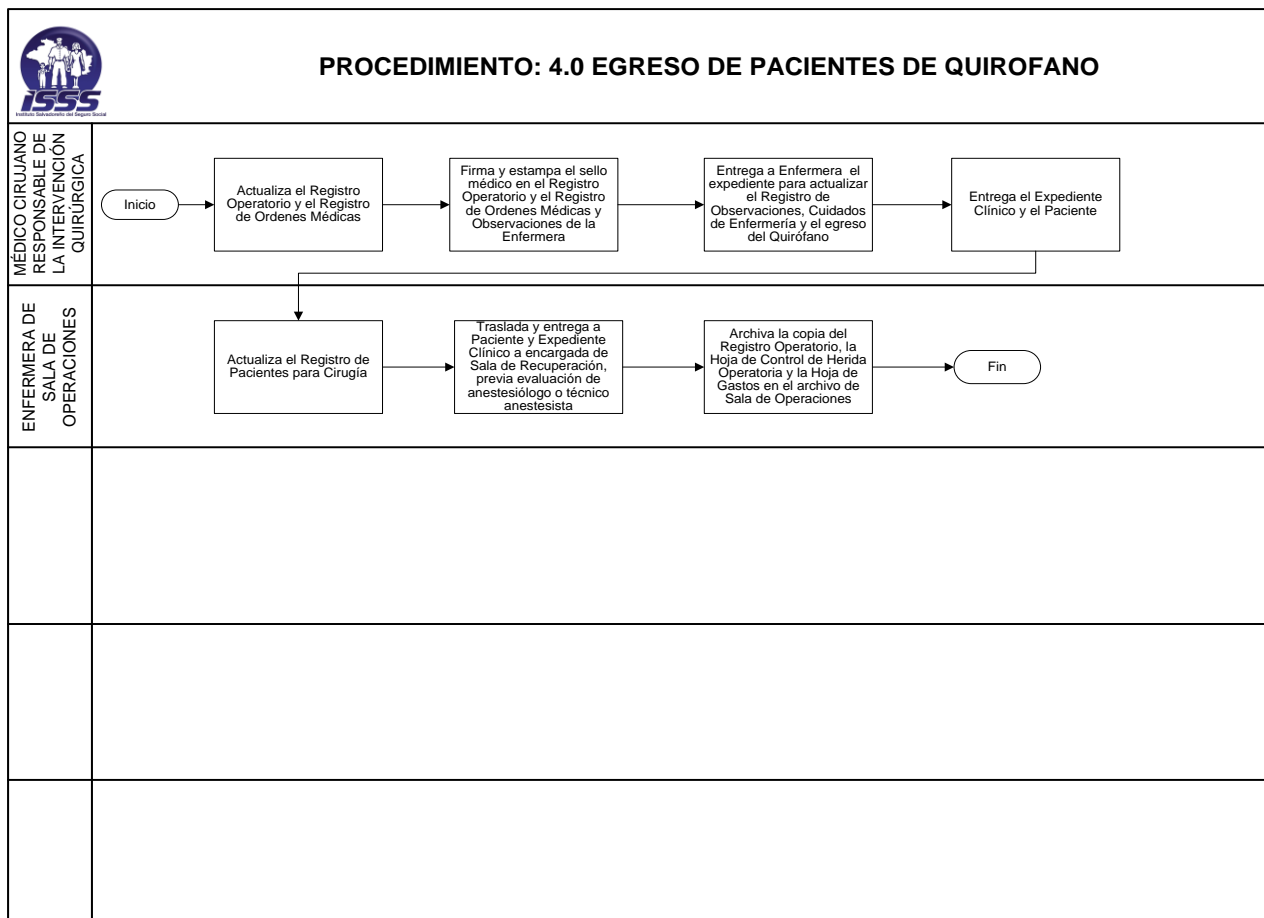 ISSS
Instituto Salvadoreño del Seguro Social
PROCEDIMIENTO: 4.0 EGRESO DE PACIENTES DE QUIROFANO
MÉDICO CIRUJANO
RESPONSABLE DE
LA INTERVENCIÓN
QUIRÚRGICA
Inicio
Actualiza el Registro
Operatorio y el Registro
de Ordenes Médicas
Firma y estampa el sello
médico en el Registro
Operatorio y el Registro
de Ordenes Médicas y
Observaciones de la
Enfermera
Entrega a Enfermera el
expediente para actualizar
el Registro de
Observaciones, Cuidados
de Enfermería y el egreso
del Quirófano
Entrega el Expediente
Clínico y el Paciente
ENFERMERA DE
SALA DE
OPERACIONES
Actualiza el Registro de
Pacientes para Cirugía
Traslada y entrega a
Paciente y Expediente
Clínico a encargada de
Sala de Recuperación,
previa evaluación de
anestesiólogo o técnico
anestesista
Archiva la copia del
Registro Operatorio, la
Hoja de Control de Herida
Operatoria y la Hoja de
Gastos en el archivo de
Sala de Operaciones
Fin